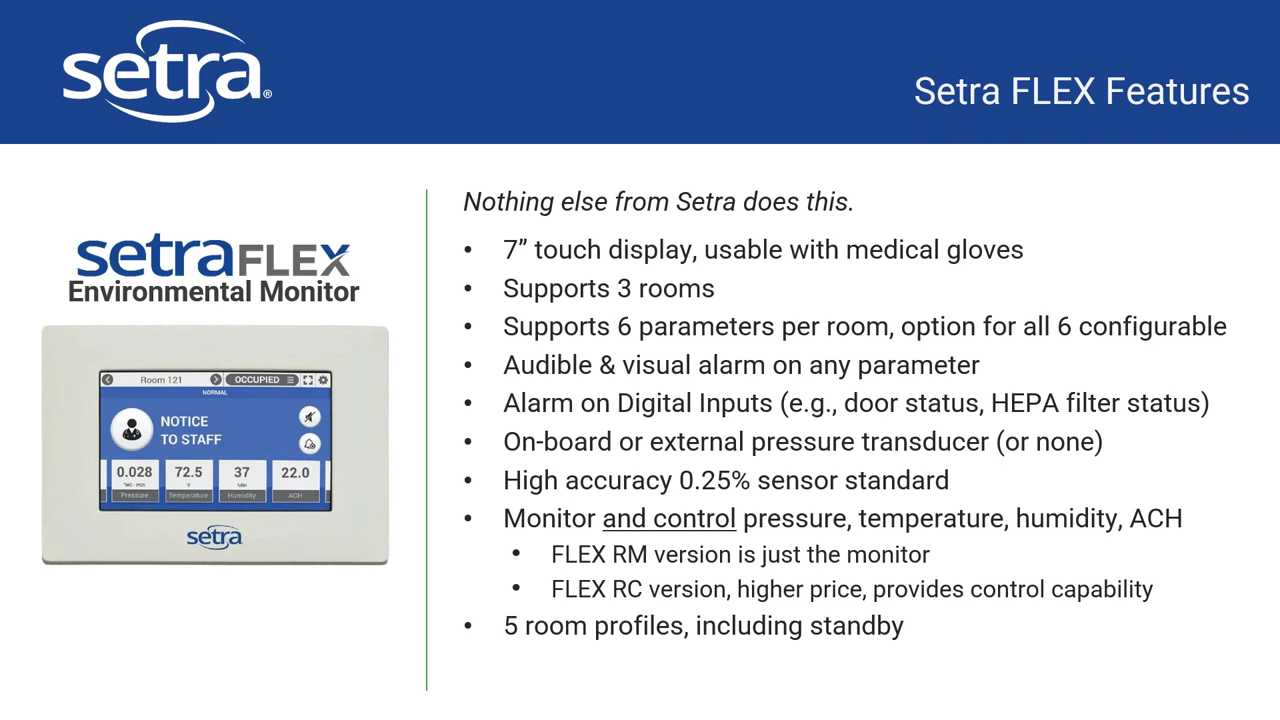 setra®
Setra FLEX Features
Nothing else from Setra does this.
setraFLEX
Environmental Monitor
• 7” touch display, usable with medical gloves
• Supports 3 rooms
• Supports 6 parameters per room, option for all 6 configurable
• Audible & visual alarm on any parameter
• Alarm on Digital Inputs (e.g., door status, HEPA filter status)
• On-board or external pressure transducer (or none)
• High accuracy 0.25% sensor standard
• Monitor and control pressure, temperature, humidity, ACH
• FLEX RM version is just the monitor
• FLEX RC version, higher price, provides control capability
• 5 room profiles, including standby
Room 121
OCCUPIED
NORMAL
NOTICE
TO STAFF
0.028 72.5 37 22.0
"WC - POS °F %RH
Pressure Temperature Humidity ACH
setra